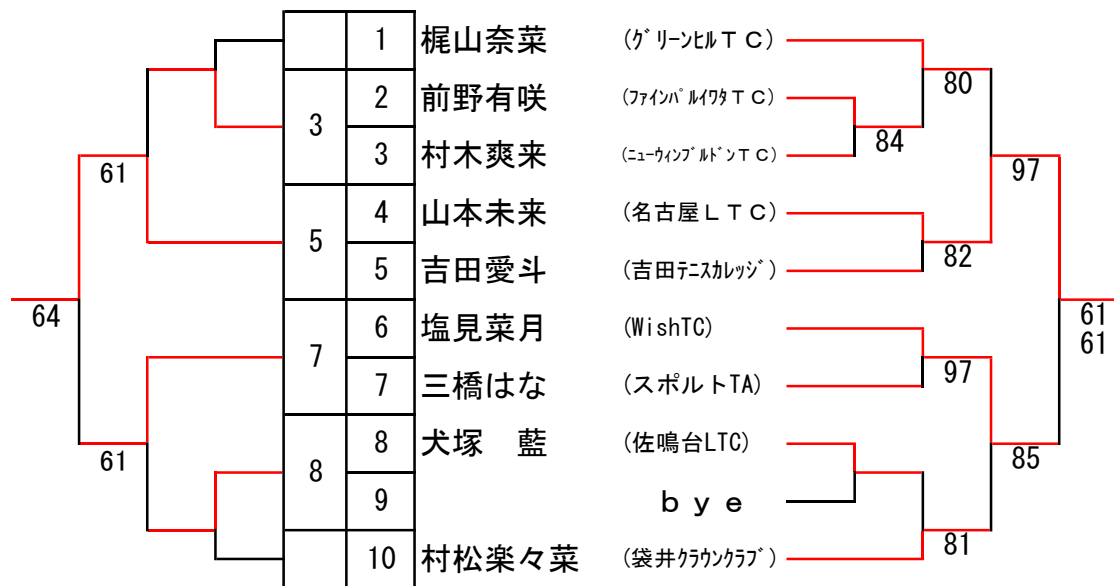 1 梶山奈菜 (ｸﾞﾘｰﾝﾋﾙＴＣ)
80
2 前野有咲 (ﾌｧｲﾝﾊﾟﾙｲﾜﾀＴＣ)
3
84
3 村木爽来 (ﾆｭｰｳｨﾝﾌﾞﾙﾄﾞﾝＴＣ)
61
97
4 山本未来 (名古屋ＬＴＣ)
5
82
5 吉田愛斗 (吉田ﾃﾆｽｶﾚｯｼﾞ)
64
61
61
6 塩見菜月 (WishTC)
7
97
7 三橋はな (スポルトTA)
8 犬塚　藍 (佐鳴台LTC)
61
85
8
9 ｂｙｅ
81
10 村松楽々菜 (袋井ｸﾗｳﾝｸﾗﾌﾞ)